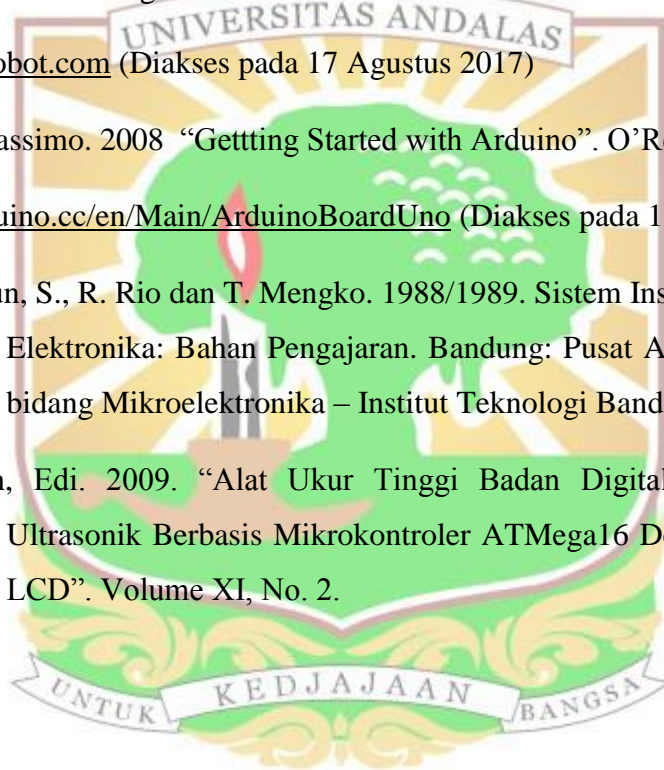 UNIVERSITAS ANDALAS
obot.com (Diakses pada 17 Agustus 2017)
assimo. 2008 “Gettting Started with Arduino”. O’R
uino.cc/en/Main/ArduinoBoardUno (Diakses pada 1
un, S., R. Rio dan T. Mengko. 1988/1989. Sistem Ins
Elektronika: Bahan Pengajaran. Bandung: Pusat A
bidang Mikroelektronika – Institut Teknologi Band
n, Edi. 2009. “Alat Ukur Tinggi Badan Digital
Ultrasonik Berbasis Mikrokontroler ATMega16 D
LCD”. Volume XI, No. 2.
UNTUK KEDJAJAAN BANGSA